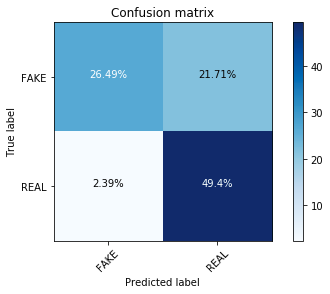 Confusion matrix
FAKE
26.49%
21.71%
REAL
2.39%
49.4%
True label
FAKE
REAL
Predicted label
40
30
20
10